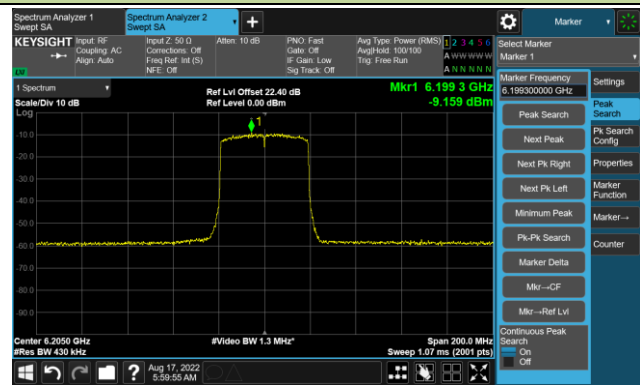 Spectrum Analyzer 1
Swept SA
Spectrum Analyzer 2
Swept SA
+
Marker
KEYSIGHT
Input: RF
Coupling: AC
Align: Auto
Input Z: 50 Ω
Corrections: Off
Freq Ref: Int (S)
NFE: Off
Atten: 10 dB
PNO: Fast
Gate: Off
IF Gain: Low
Sig Track: Off
Avg Type: Power (RMS)
Avg|Hold: 100/100
Trig: Free Run
1 2 3 4 5 6
A W W W W W
A N N N N N
Select Marker
Marker 1
1 Spectrum
Scale/Div 10 dB
Log
Ref Lvl Offset 22.40 dB
Ref Level 0.00 dBm
Mkr1 6.199 3 GHz
-9.159 dBm
1
-10.0
-20.0
-30.0
-40.0
-50.0
-60.0
-70.0
-80.0
-90.0
Center 6.2050 GHz
#Res BW 430 kHz
#Video BW 1.3 MHz*
Span 200.0 MHz
Sweep 1.07 ms (2001 pts)
Marker Frequency
6.199300000 GHz
Peak Search
Next Peak
Next Pk Right
Next Pk Left
Minimum Peak
Pk-Pk Search
Marker Delta
Mkr→CF
Mkr→Ref Lvl
Continuous Peak
Search
On
Off
Settings
Peak
Search
Pk Search
Config
Properties
Marker
Function
Marker→
Counter
?
Aug 17, 2022
5:59:55 AM